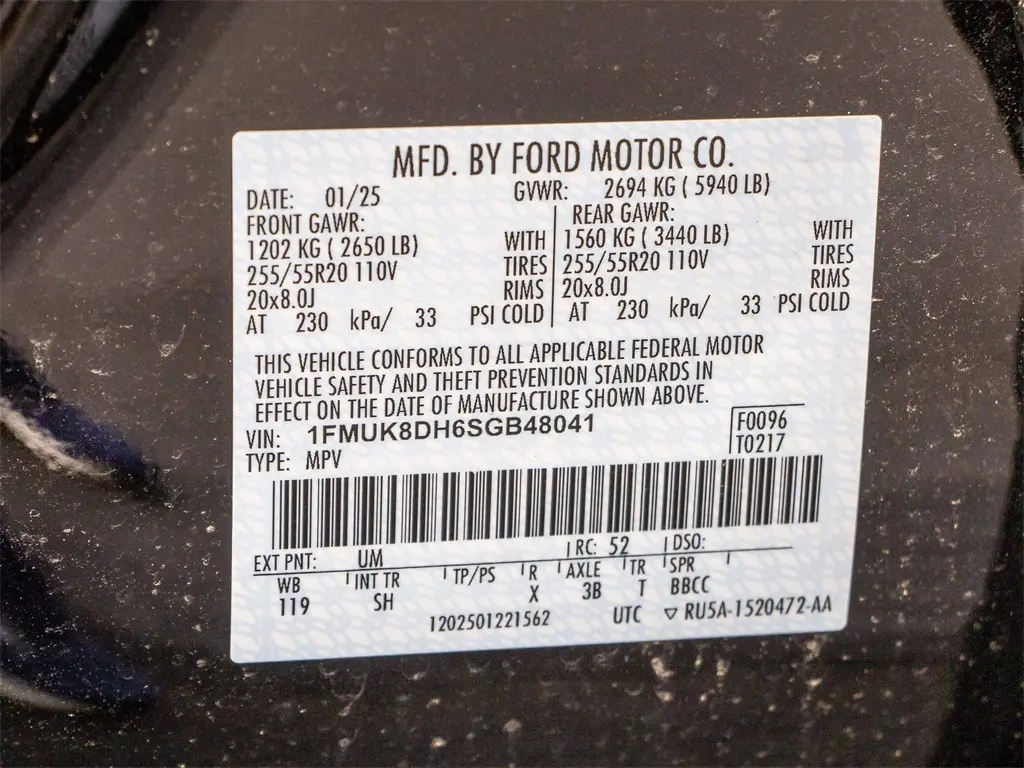 MFD. BY FORD MOTOR CO.
DATE: 01/25 GVWR: 2694 KG ( 5940 LB)
FRONT GAWR: REAR GAWR:
1202 KG ( 2650 LB) WITH 1560 KG ( 3440 LB) WITH
255/55R20 110V TIRES 255/55R20 110V TIRES
20x8.0J RIMS 20x8.0J RIMS
AT 230 kPa/ 33 PSI COLD AT 230 kPa/ 33 PSI COLD
THIS VEHICLE CONFORMS TO ALL APPLICABLE FEDERAL MOTOR
VEHICLE SAFETY AND THEFT PREVENTION STANDARDS IN
EFFECT ON THE DATE OF MANUFACTURE SHOWN ABOVE.
VIN: 1FMUK8DH6SGB48041 F0096
TYPE: MPV T0217
EXT PNT: UM RC: 52 DSO:
WB INT TR TP/PS R AXLE TR SPR
119 SH X 3B T BBCC
1202501221562 UTC ▽ RU5A-1520472-AA